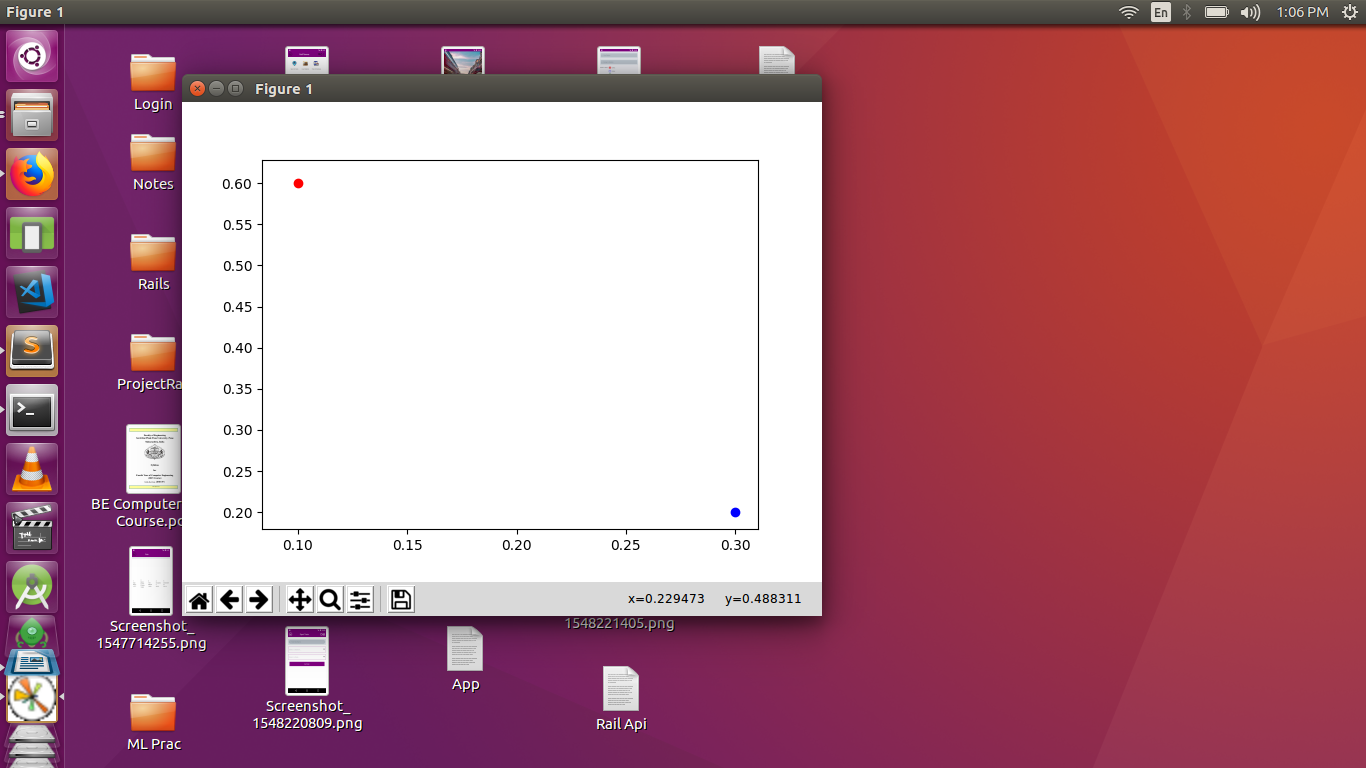 Figure 1
En
1:06 PM
Login
Notes
Rails
ProjectRa
BE Computer
Course.pd
Screenshot_
1547714255.png
ML Prac
Figure 1
0.60
0.55
0.50
0.45
0.40
0.35
0.30
0.25
0.20
0.10 0.15 0.20 0.25 0.30
x=0.229473 y=0.488311
1548221405.png
Screenshot_
1548220809.png
App
Rail Api